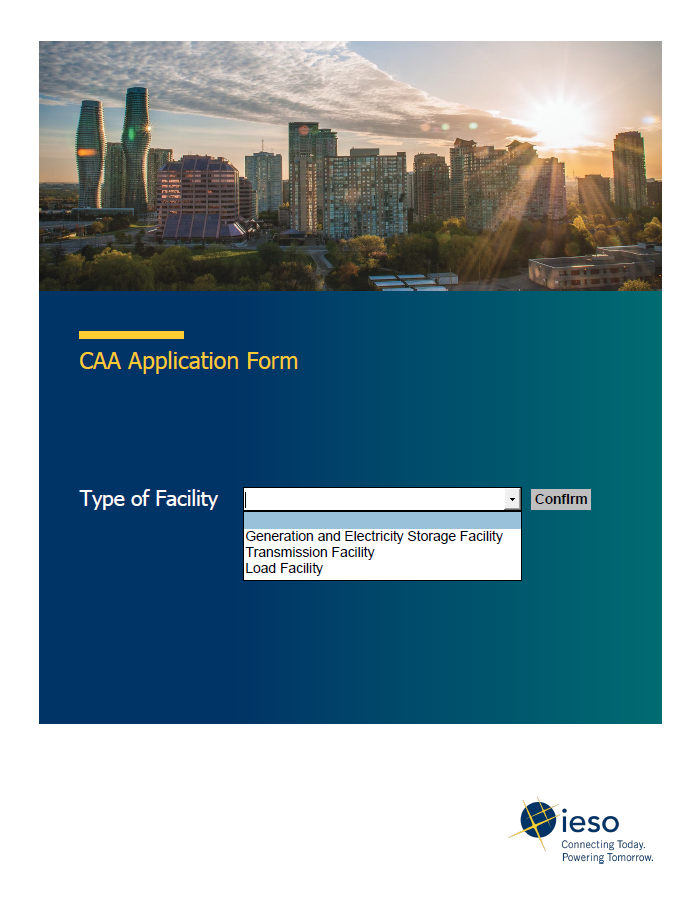 CAA Application Form
Type of Facility
Confirm
Generation and Electricity Storage Facility
Transmission Facility
Load Facility
ieso
Connecting Today.
Powering Tomorrow.